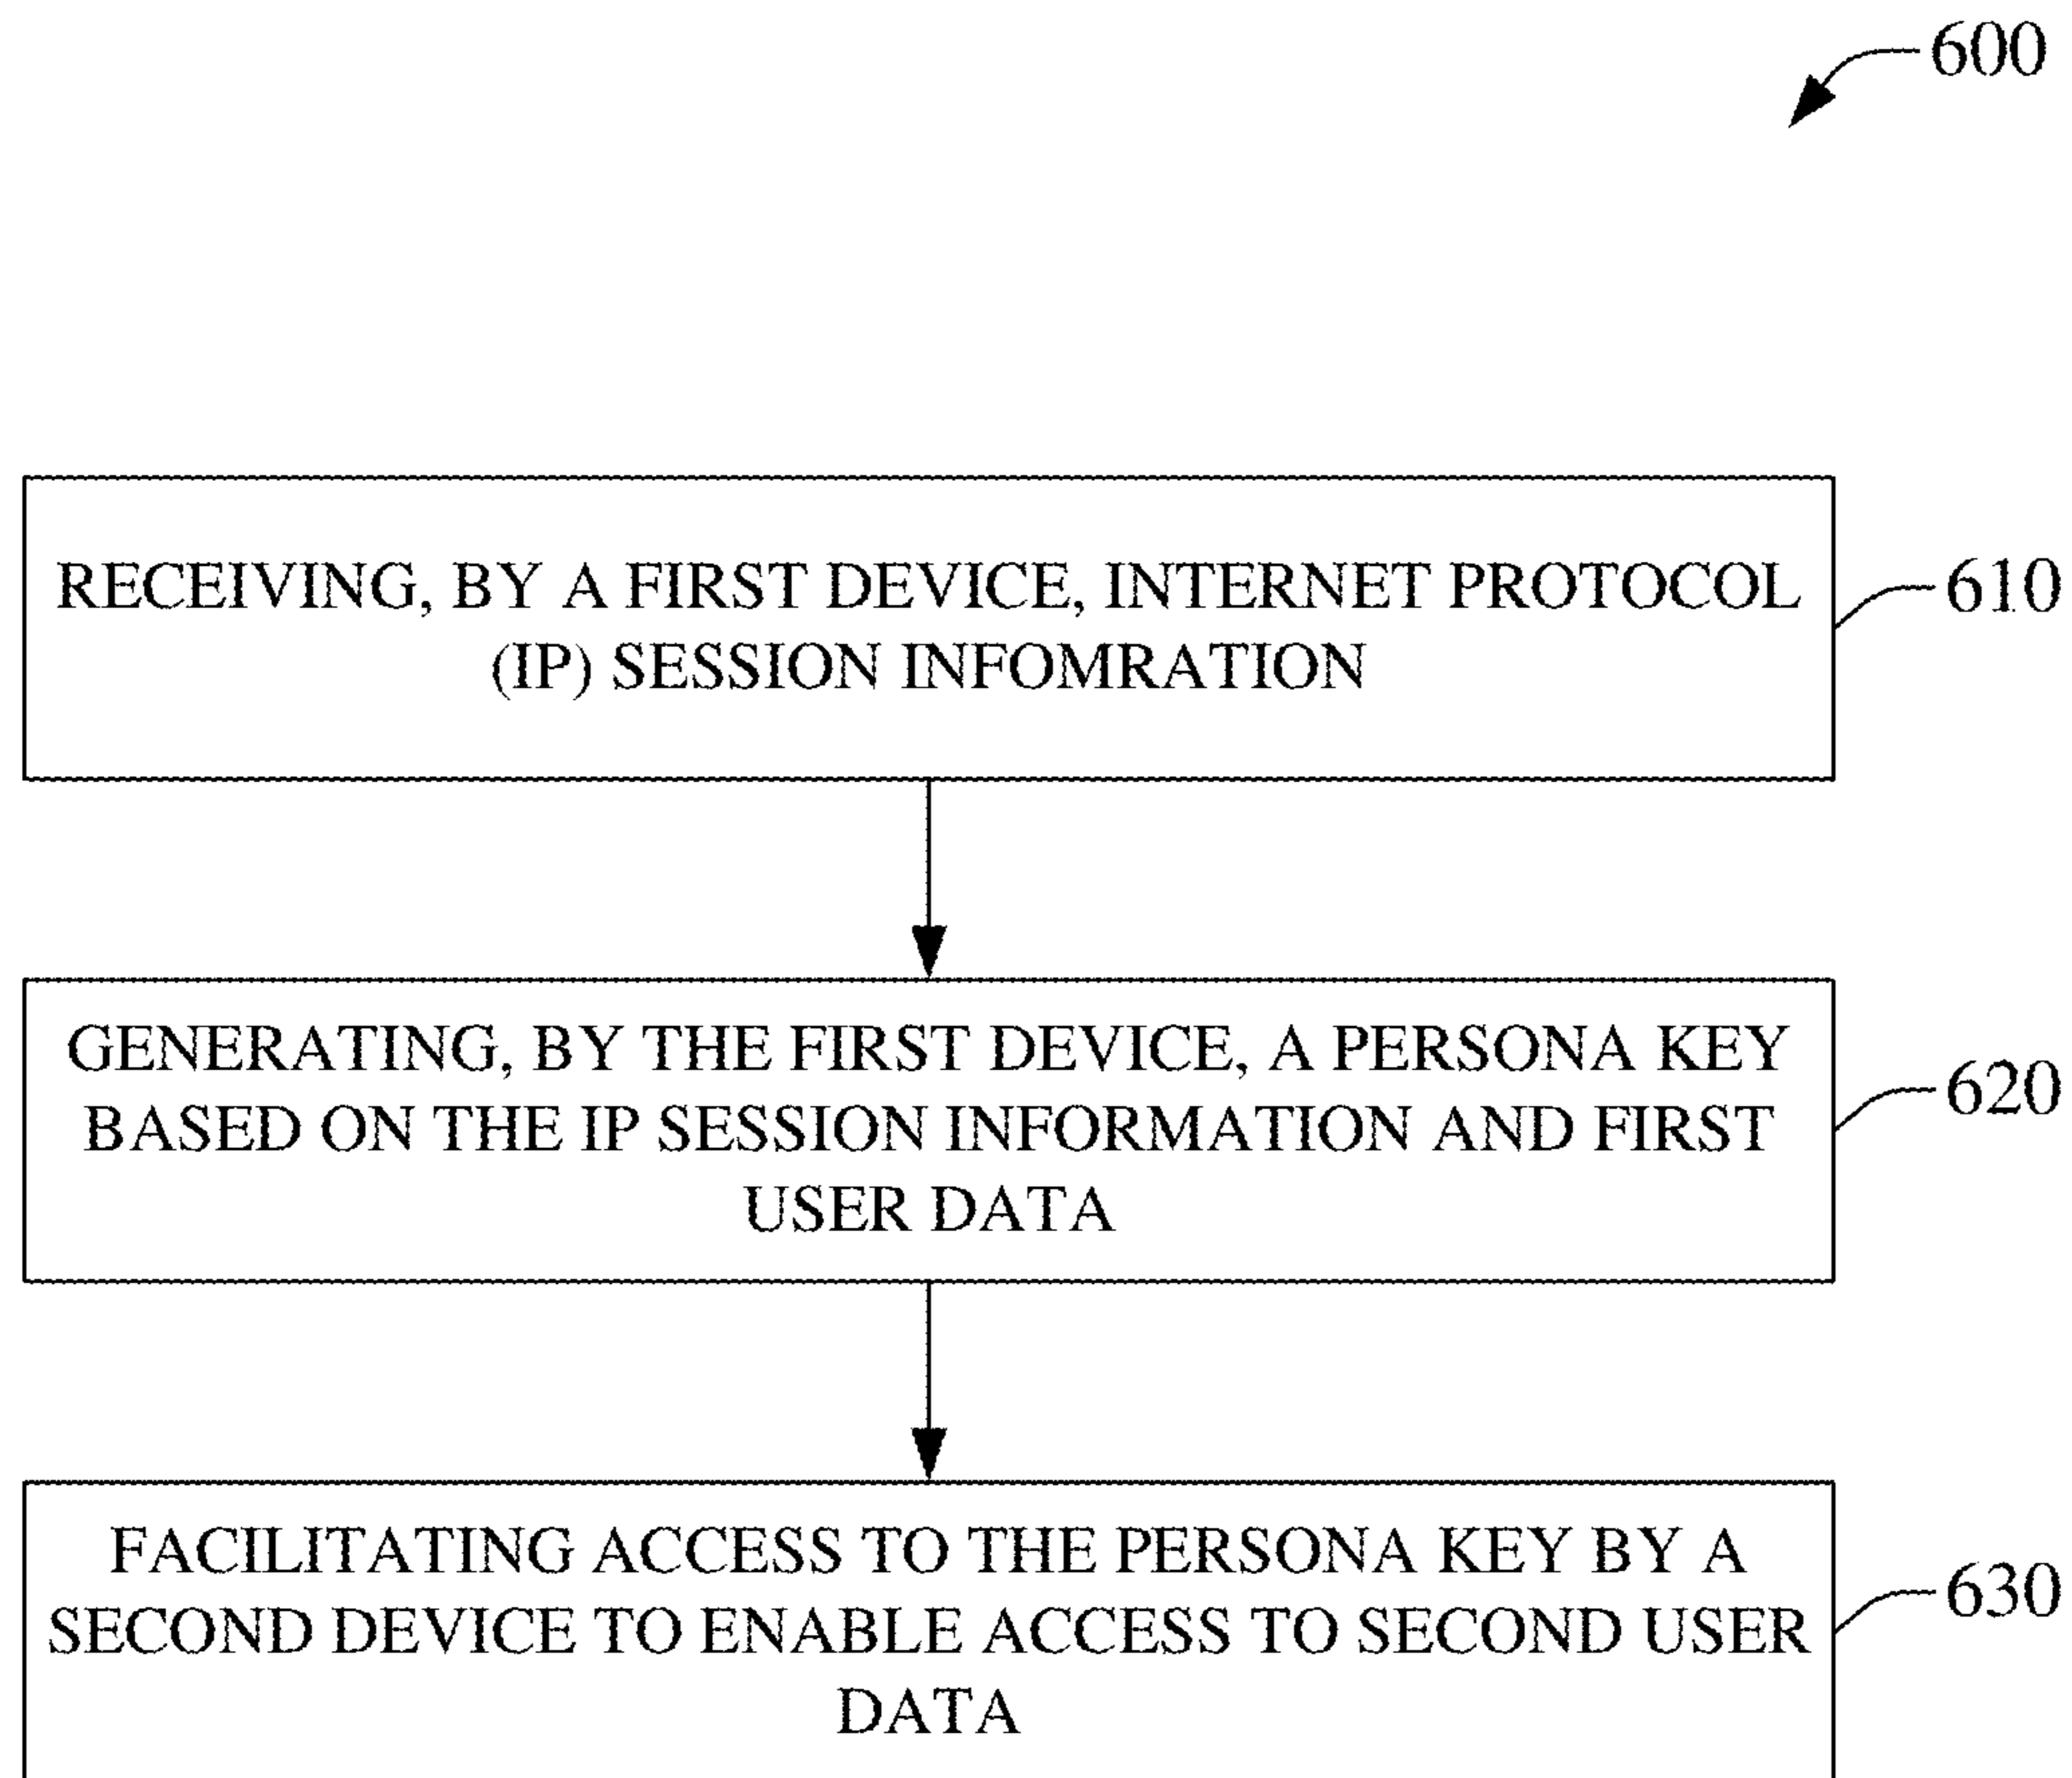 600
RECEIVING, BY A FIRST DEVICE, INTERNET PROTOCOL
(IP) SESSION INFOMRATION
610
GENERATING, BY THE FIRST DEVICE, A PERSONA KEY
BASED ON THE IP SESSION INFORMATION AND FIRST
USER DATA
620
FACILITATING ACCESS TO THE PERSONA KEY BY A
SECOND DEVICE TO ENABLE ACCESS TO SECOND USER
DATA
630